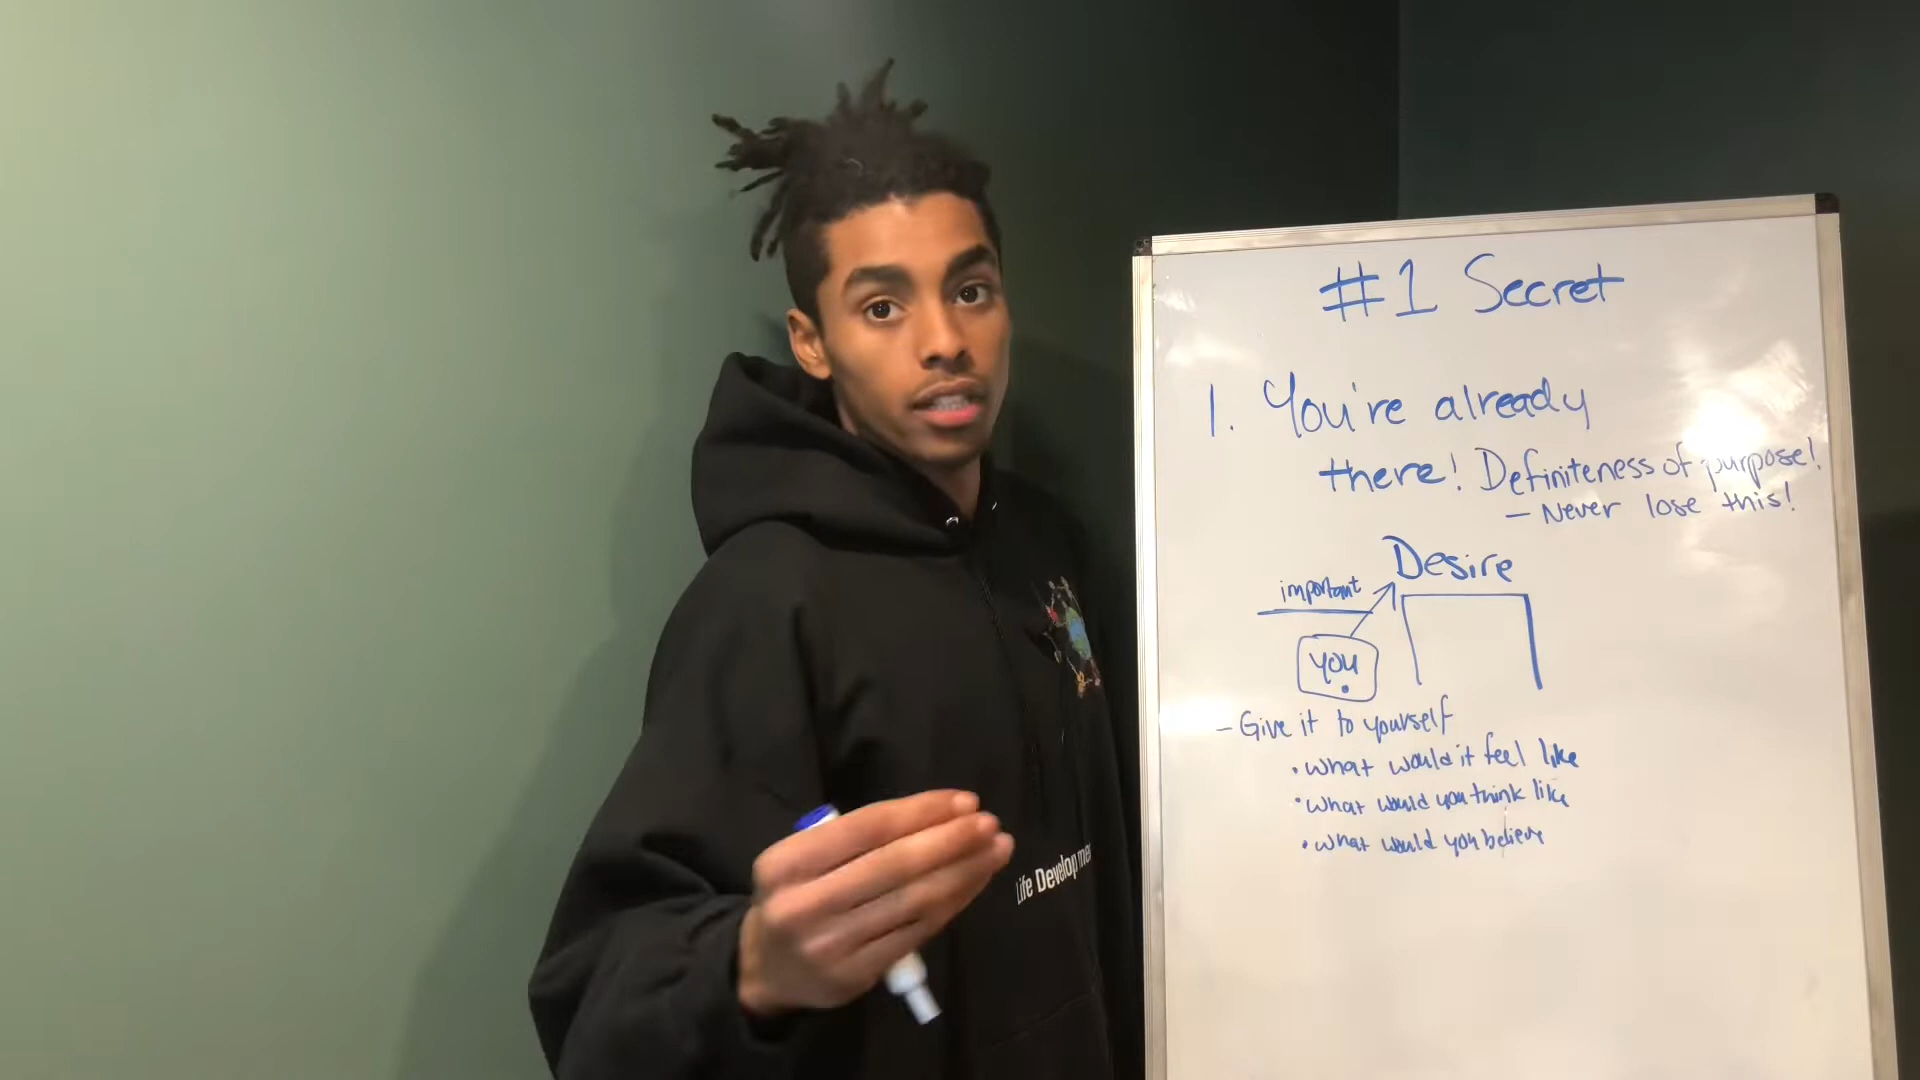 #1 Secret
1. You're already
there! Definiteness of purpose!
- Never lose this!
Desire
important
you
- Give it to yourself
• what would it feel like
• what would you think like
• what would you believe
Life Developme